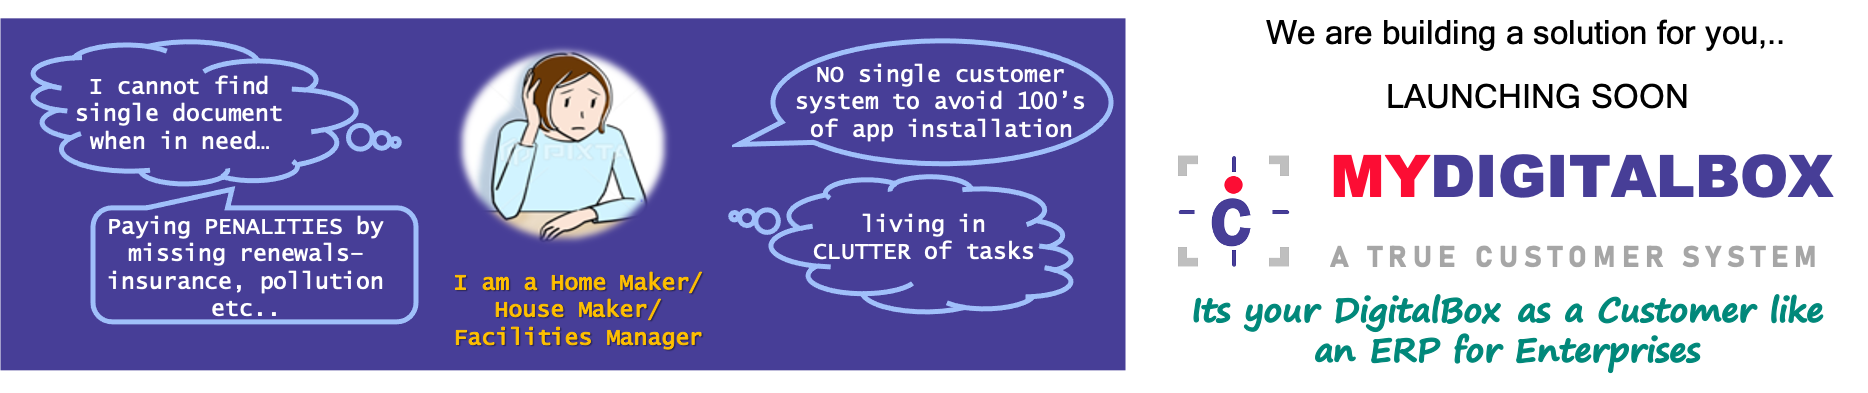 I cannot find
single document
when in need…
Paying PENALITIES by
missing renewals-
insurance, pollution
etc..
PIXTA
I am a Home Maker/
House Maker/
Facilities Manager
NO single customer
system to avoid 100’s
of app installation
living in
CLUTTER of tasks
We are building a solution for you,..
LAUNCHING SOON
C
MYDIGITALBOX
A TRUE CUSTOMER SYSTEM
Its your DigitalBox as a Customer like
an ERP for Enterprises